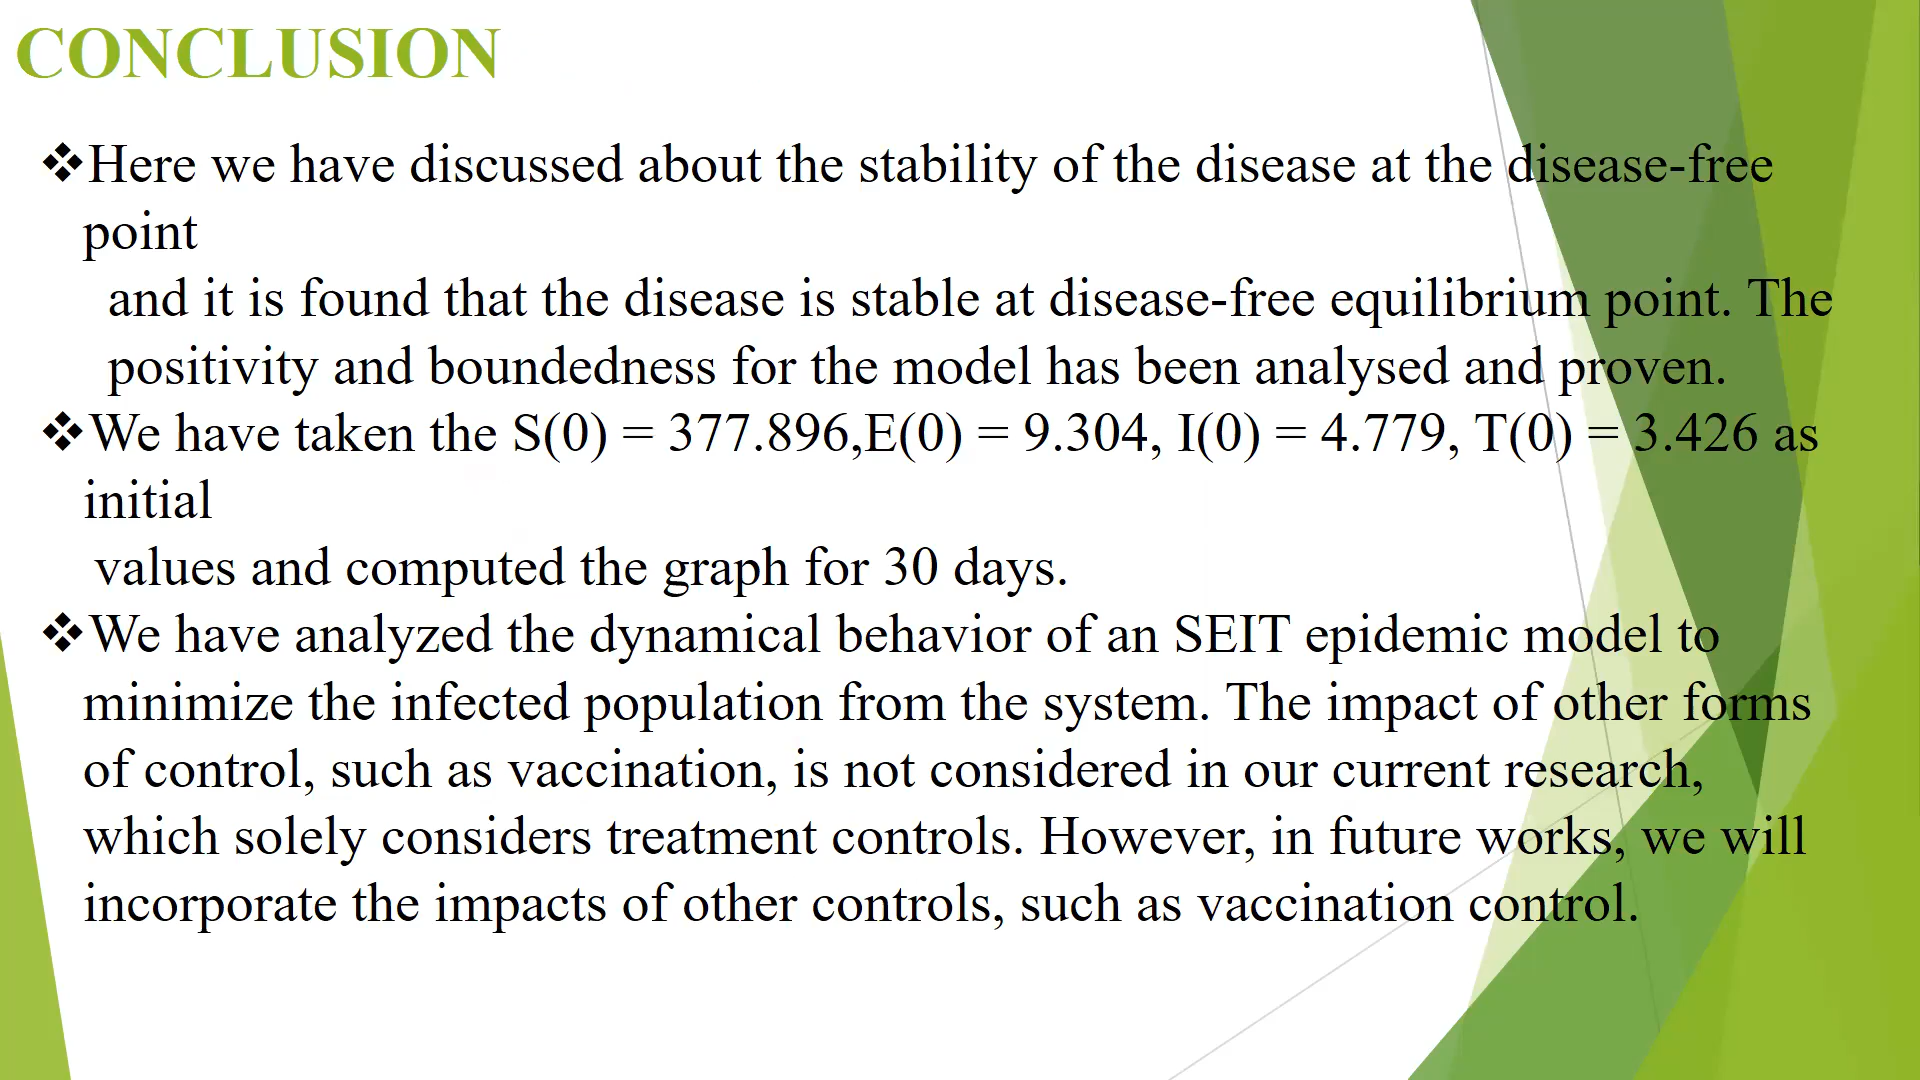 CONCLUSION
❖Here we have discussed about the stability of the disease at the disease-free
point
and it is found that the disease is stable at disease-free equilibrium point. The
positivity and boundedness for the model has been analysed and proven.
❖We have taken the S(0) = 377.896,E(0) = 9.304, I(0) = 4.779, T(0) = 3.426 as
initial
values and computed the graph for 30 days.
❖We have analyzed the dynamical behavior of an SEIT epidemic model to
minimize the infected population from the system. The impact of other forms
of control, such as vaccination, is not considered in our current research,
which solely considers treatment controls. However, in future works, we will
incorporate the impacts of other controls, such as vaccination control.